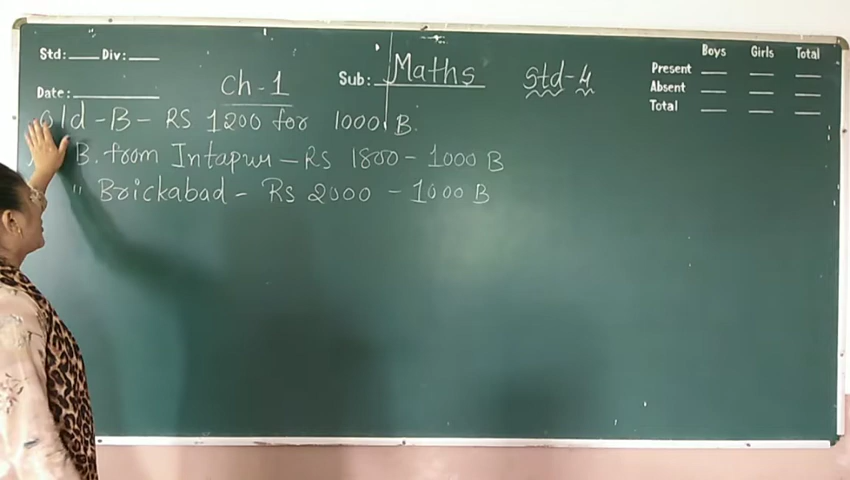 Std: Div:
Date:
Ch-1
Sub: Maths
Std-4
Boys Girls Total
Present
Absent
Total
Old - B - RS 1200 for 1000 B.
B. from Intapur - Rs 1800 - 1000 B
" Brickabad - Rs 2000 - 1000 B